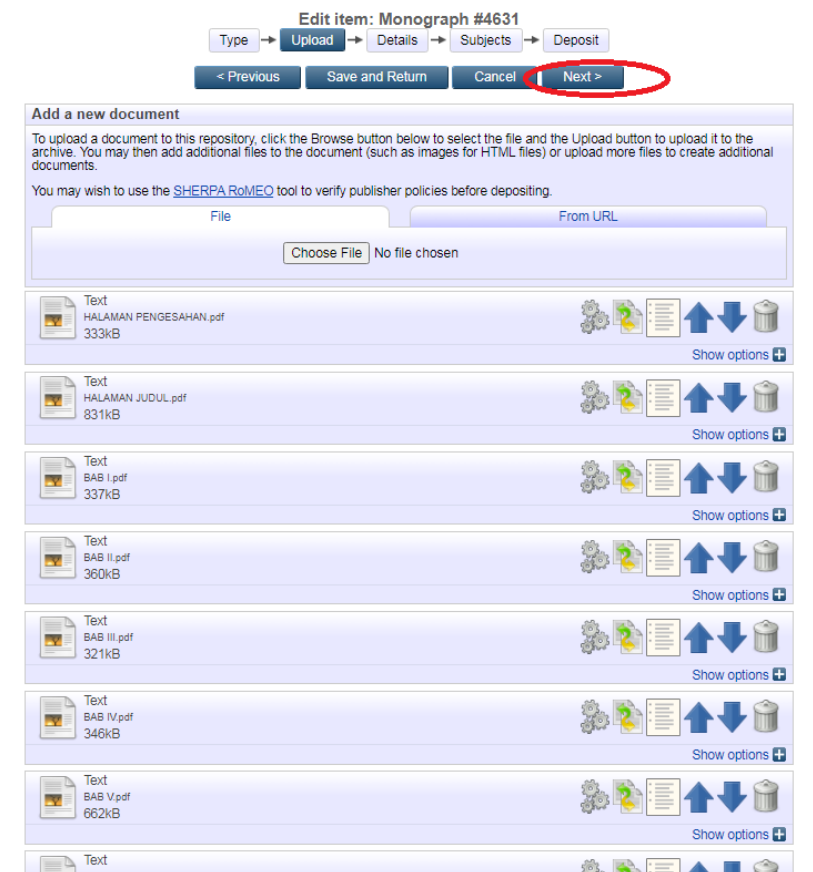 Edit item: Monograph #4631
Type Upload Details Subjects Deposit
< Previous Save and Return Cancel Next >
Add a new document
To upload a document to this repository, click the Browse button below to select the file and the Upload button to upload it to the
archive. You may then add additional files to the document (such as images for HTML files) or upload more files to create additional
documents.
You may wish to use the SHERPA RoMEO tool to verify publisher policies before depositing.
File From URL
Choose File No file chosen
Text
HALAMAN PENGESAHAN.pdf
333kB
Show options
Text
HALAMAN JUDUL.pdf
831kB
Show options
Text
BAB I.pdf
337kB
Show options
Text
BAB II.pdf
360kB
Show options
Text
BAB III.pdf
321kB
Show options
Text
BAB IV.pdf
346kB
Show options
Text
BAB V.pdf
662kB
Show options
Text